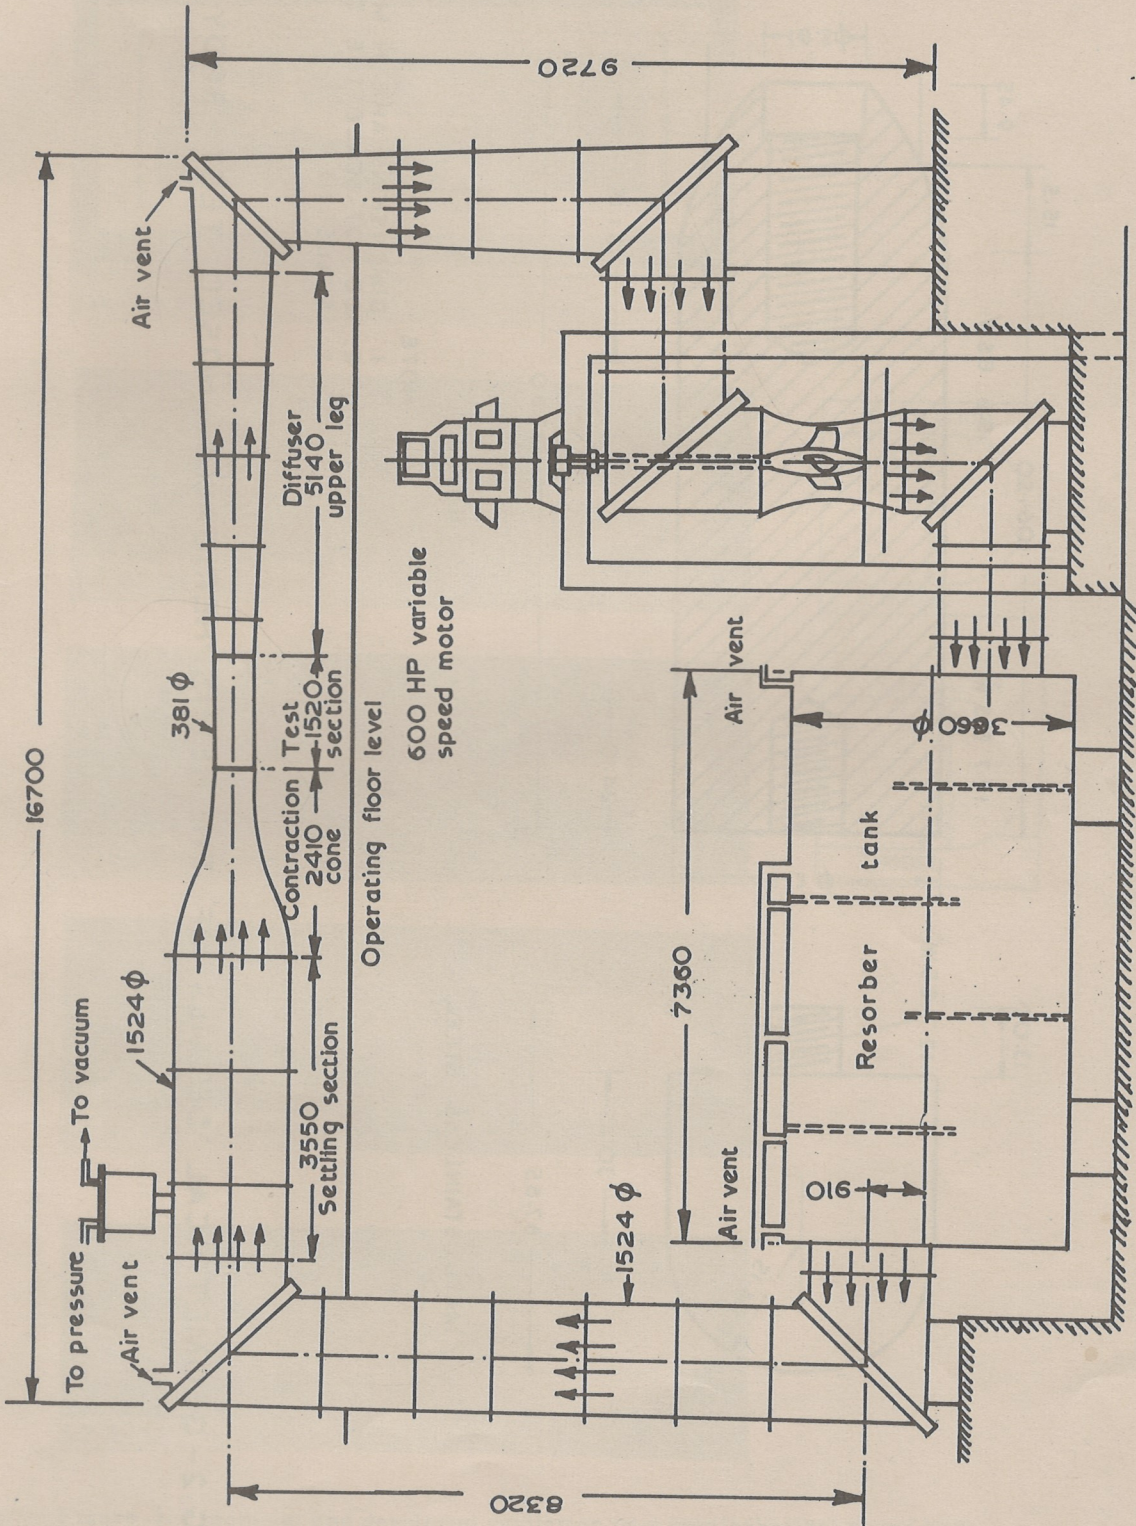 16700
To pressure
To vacuum
Air vent
1524 ϕ
381 ϕ
Air vent
3550
Settling section
Contraction
2410
cone
Test
1520
section
Diffuser
5140
upper leg
9720
8320
Operating floor level
600 HP variable
speed motor
1524 ϕ
Air vent
7360
Air vent
910
Resorber tank
3660 ϕ